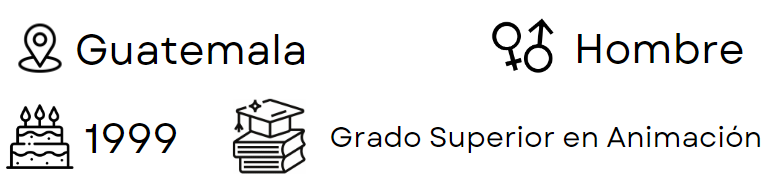 Guatemala
Hombre
1999
Grado Superior en Animación